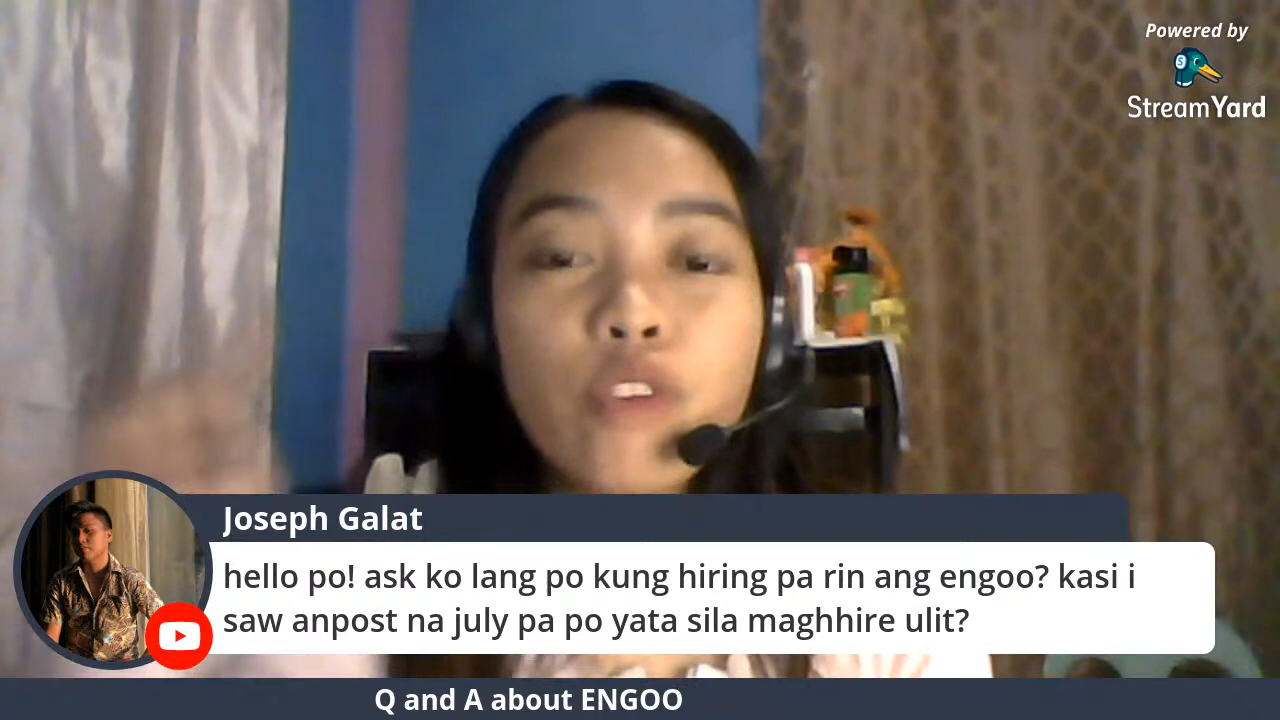 Powered by
StreamYard
Joseph Galat
hello po! ask ko lang po kung hiring pa rin ang engoo? kasi i
saw anpost na july pa po yata sila maghhire ulit?
Q and A about ENGOO